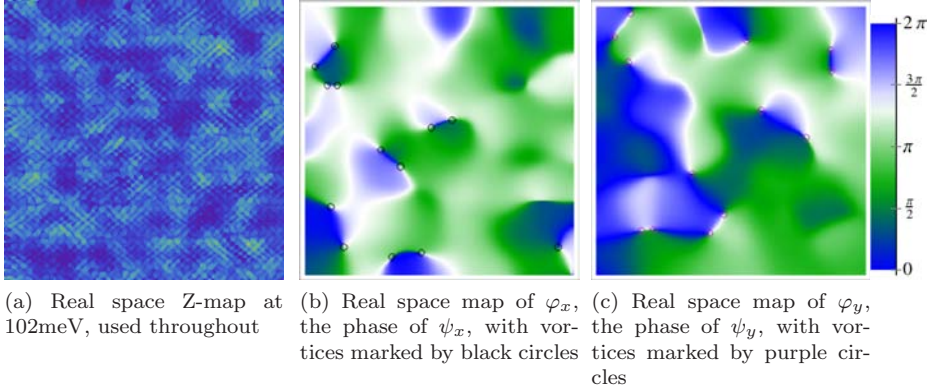 2 π
3 π
2
π
π
2
0
(a) Real space Z-map at
102meV, used throughout
(b) Real space map of φx,
the phase of ψx, with vor-
tices marked by black circles
(c) Real space map of φy,
the phase of ψy, with vor-
tices marked by purple cir-
cles